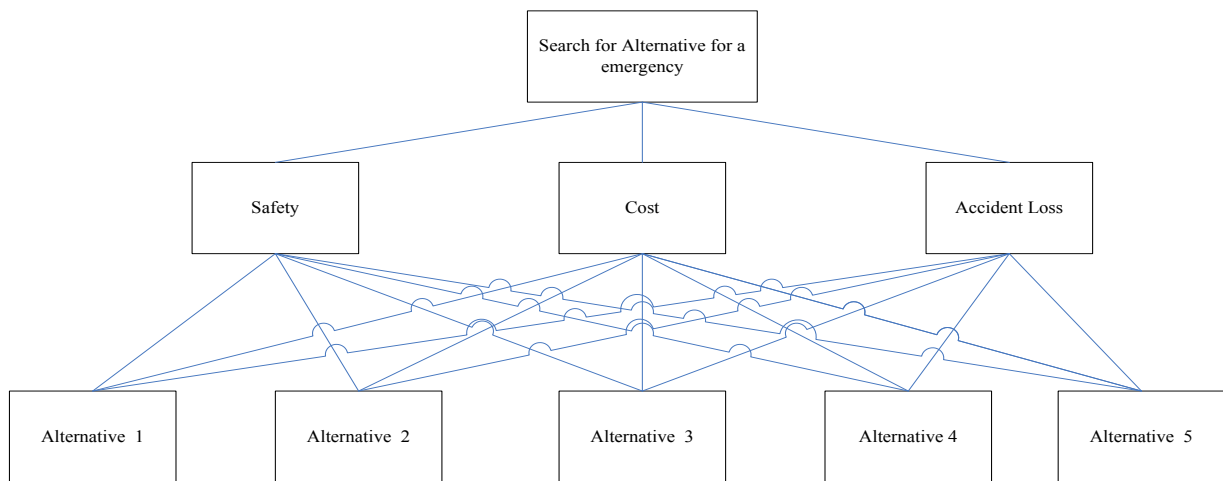 Search for Alternative for a
emergency
Safety
Cost
Accident Loss
Alternative 1
Alternative 2
Alternative 3
Alternative 4
Alternative 5